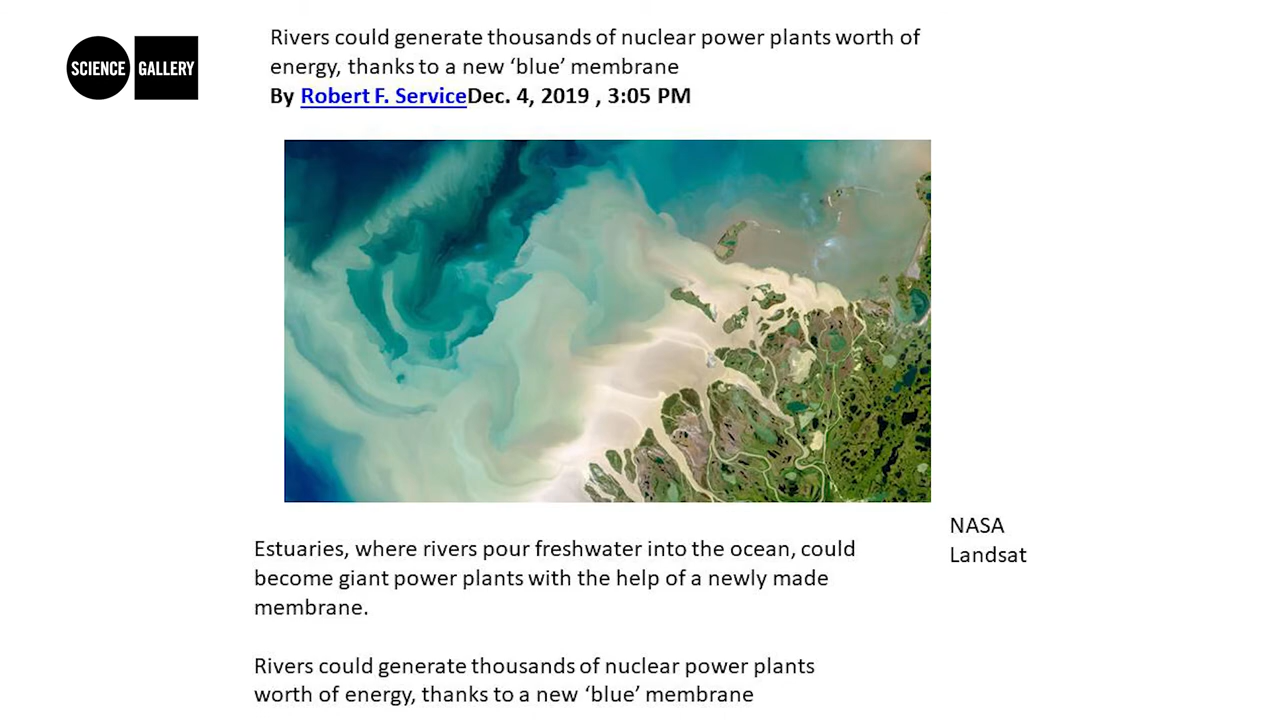 SCIENCE GALLERY
Rivers could generate thousands of nuclear power plants worth of
energy, thanks to a new ‘blue’ membrane
By Robert F. ServiceDec. 4, 2019 , 3:05 PM
NASA
Landsat
Estuaries, where rivers pour freshwater into the ocean, could
become giant power plants with the help of a newly made
membrane.
Rivers could generate thousands of nuclear power plants
worth of energy, thanks to a new ‘blue’ membrane